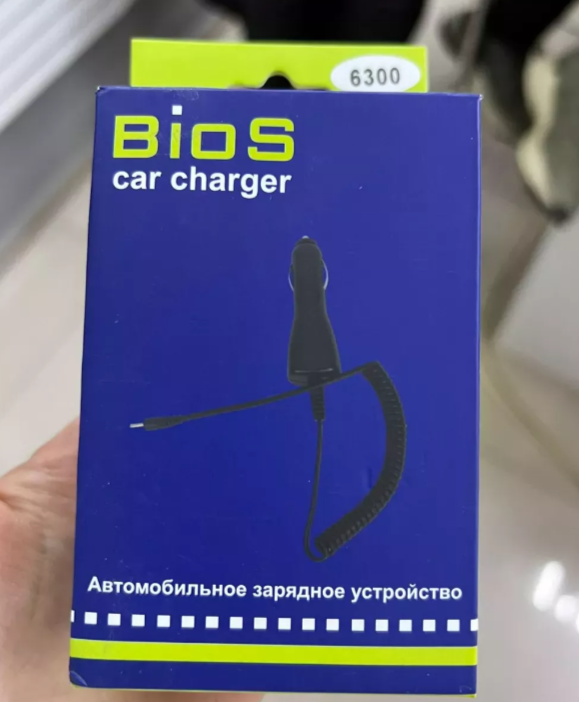 6300
BioS
car charger
Автомобильное зарядное устройство